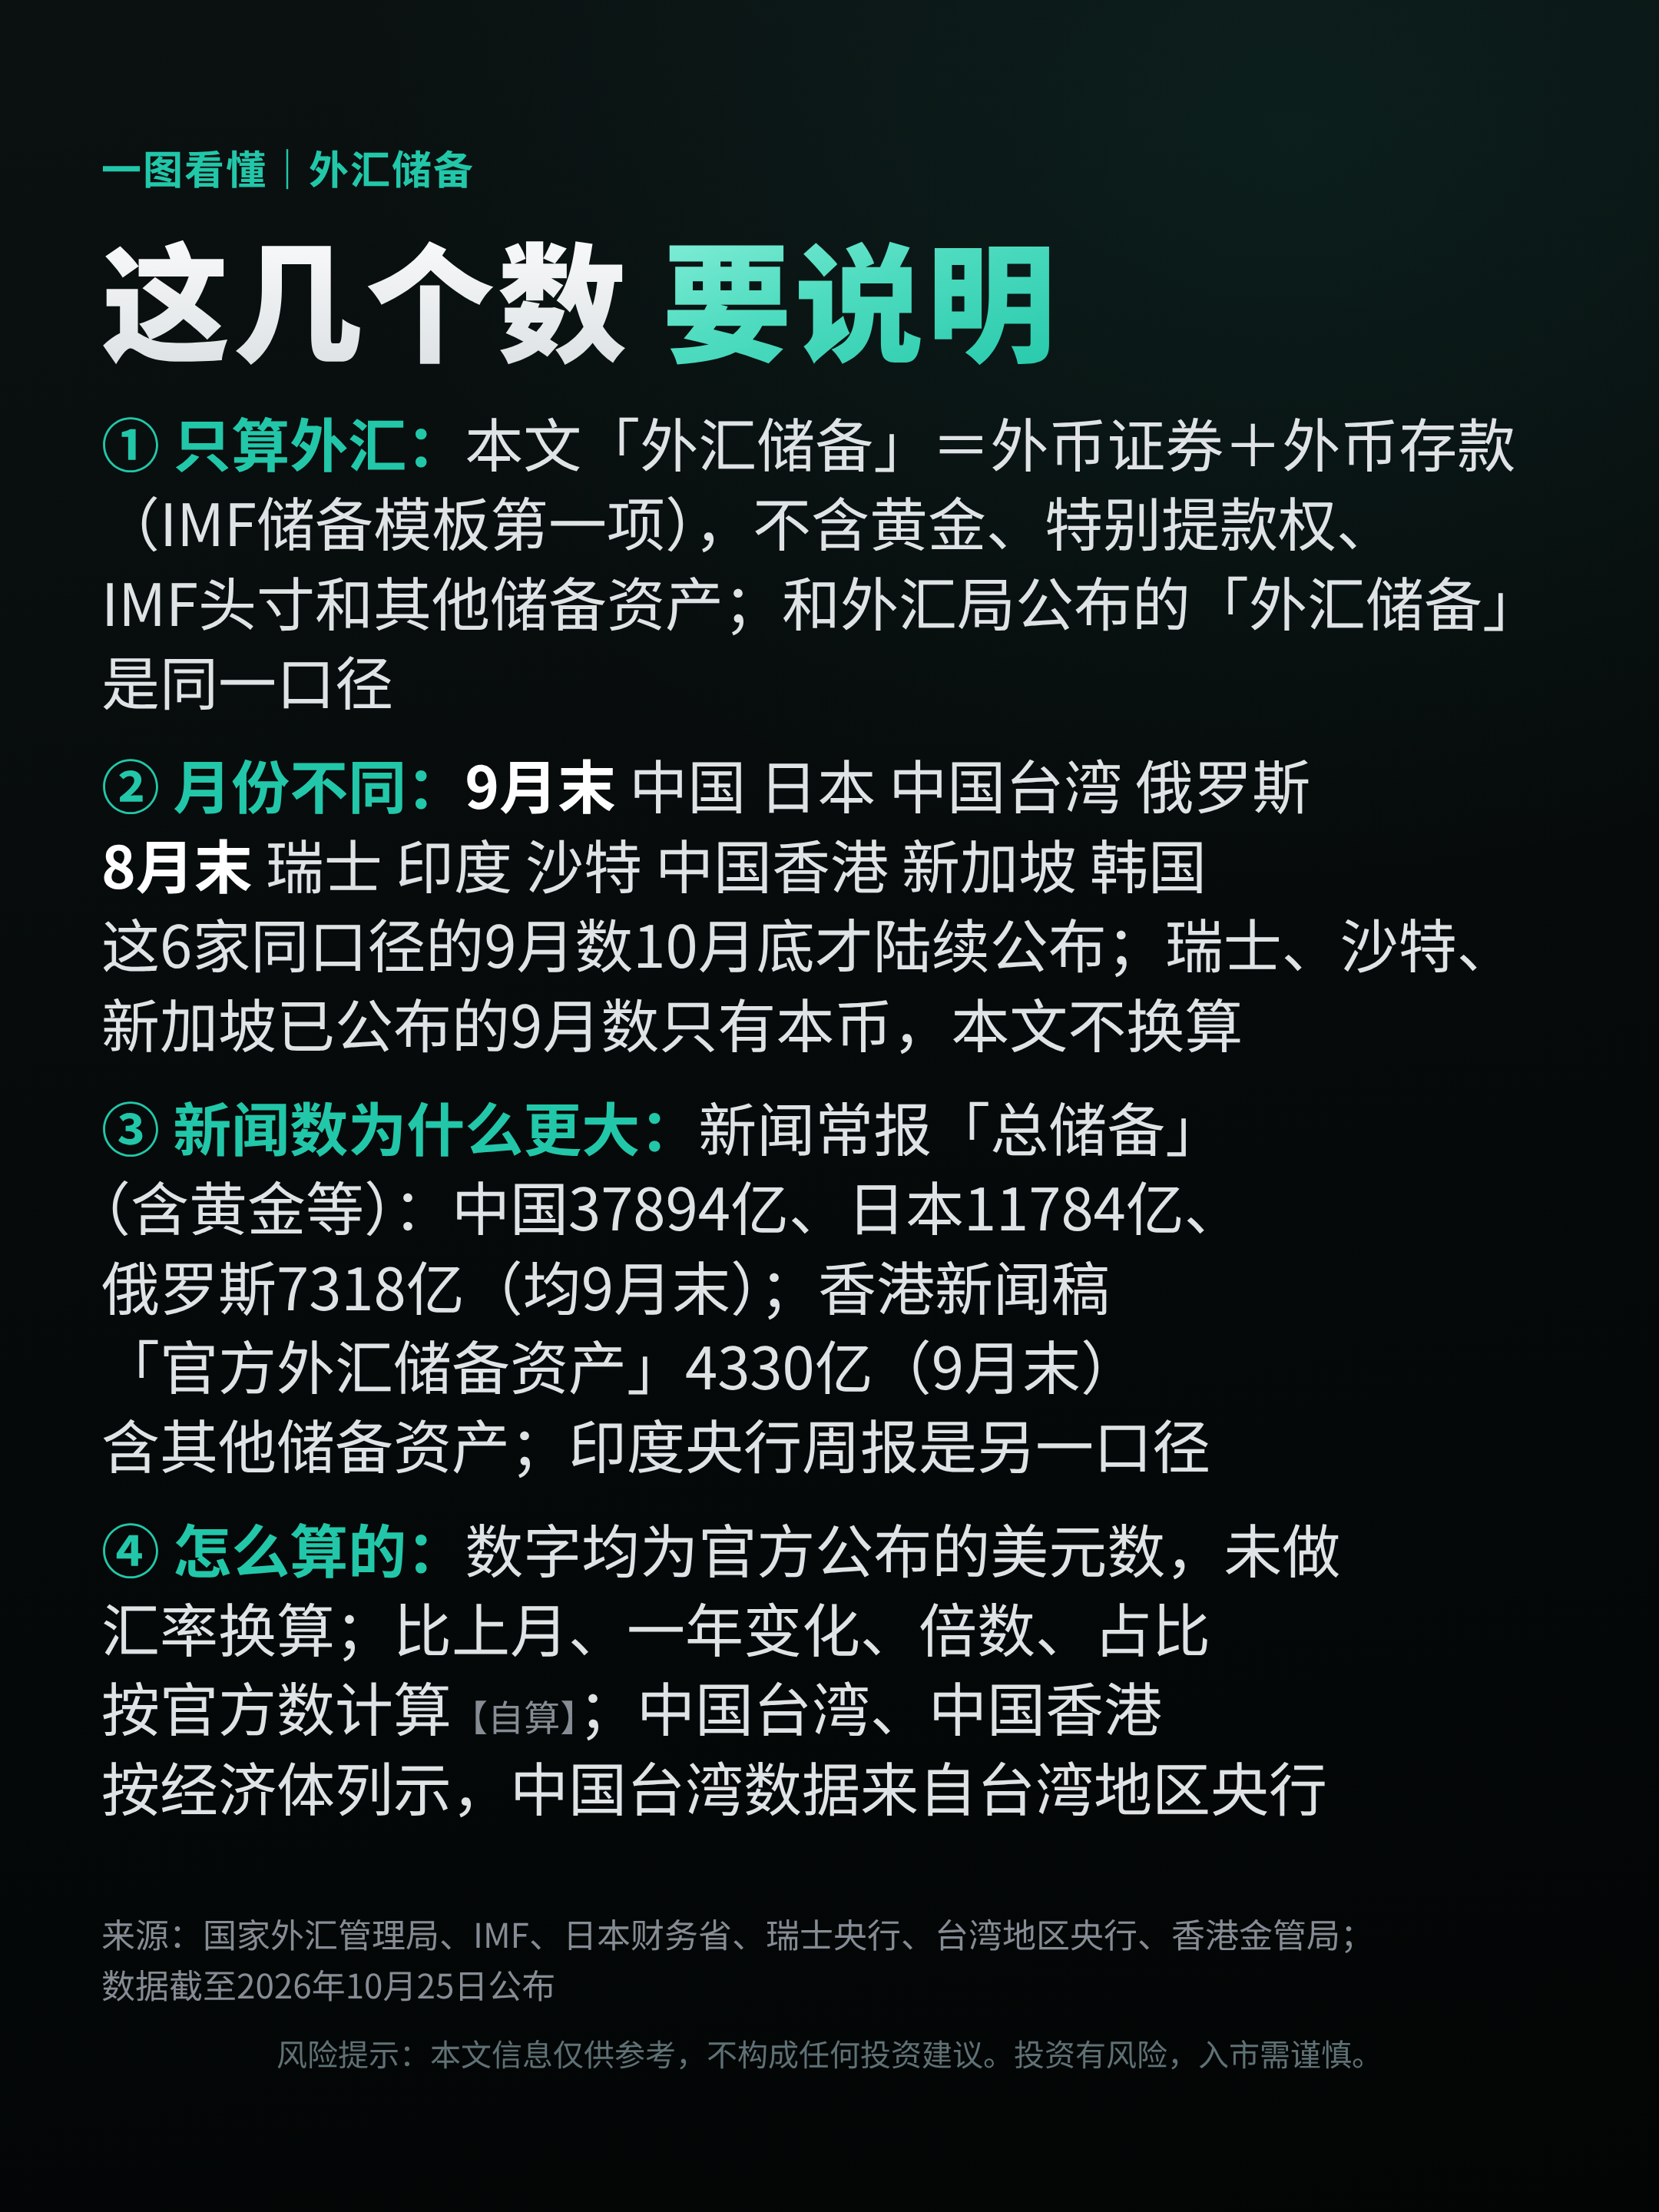 一图看懂｜外汇储备
这几个数 要说明
① 只算外汇：本文「外汇储备」＝外币证券＋外币存款
（IMF储备模板第一项），不含黄金、特别提款权、
IMF头寸和其他储备资产；和外汇局公布的「外汇储备」
是同一口径
② 月份不同：9月末 中国 日本 中国台湾 俄罗斯
8月末 瑞士 印度 沙特 中国香港 新加坡 韩国
这6家同口径的9月数10月底才陆续公布；瑞士、沙特、
新加坡已公布的9月数只有本币，本文不换算
③ 新闻数为什么更大：新闻常报「总储备」
（含黄金等）：中国37894亿、日本11784亿、
俄罗斯7318亿（均9月末）；香港新闻稿
「官方外汇储备资产」4330亿（9月末）
含其他储备资产；印度央行周报是另一口径
④ 怎么算的：数字均为官方公布的美元数，未做
汇率换算；比上月、一年变化、倍数、占比
按官方数计算【自算】；中国台湾、中国香港
按经济体列示，中国台湾数据来自台湾地区央行
来源：国家外汇管理局、IMF、日本财务省、瑞士央行、台湾地区央行、香港金管局；
数据截至2026年10月25日公布
风险提示：本文信息仅供参考，不构成任何投资建议。投资有风险，入市需谨慎。